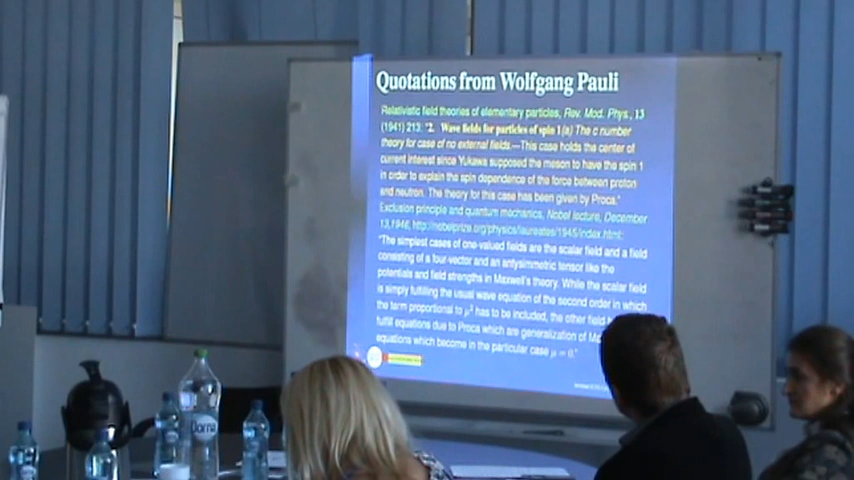 Quotations from Wolfgang Pauli
Relativistic field theories of elementary particles, Rev. Mod. Phys., 13
(1941) 213: "2. Wave fields for particles of spin 1(a) The c number
theory for case of no external fields.—This case holds the center of
current interest since Yukawa supposed the meson to have the spin 1
in order to explain the spin dependence of the force between proton
and neutron. The theory for this case has been given by Proca."
Exclusion principle and quantum mechanics, Nobel lecture, December
13,1946, http://nobelprize.org/physics/laureates/1945/index.html:
"The simplest cases of one-valued fields are the scalar field and a field
consisting of a four-vector and an antysimmetric tensor like the
potentials and field strengths in Maxwell's theory. While the scalar field
is simply fulfilling the usual wave equation of the second order in which
the term proportional to μ² has to be included, the other field
fulfill equations due to Proca which are generalization of
equations which become in the particular case μ = 0."
Dorna